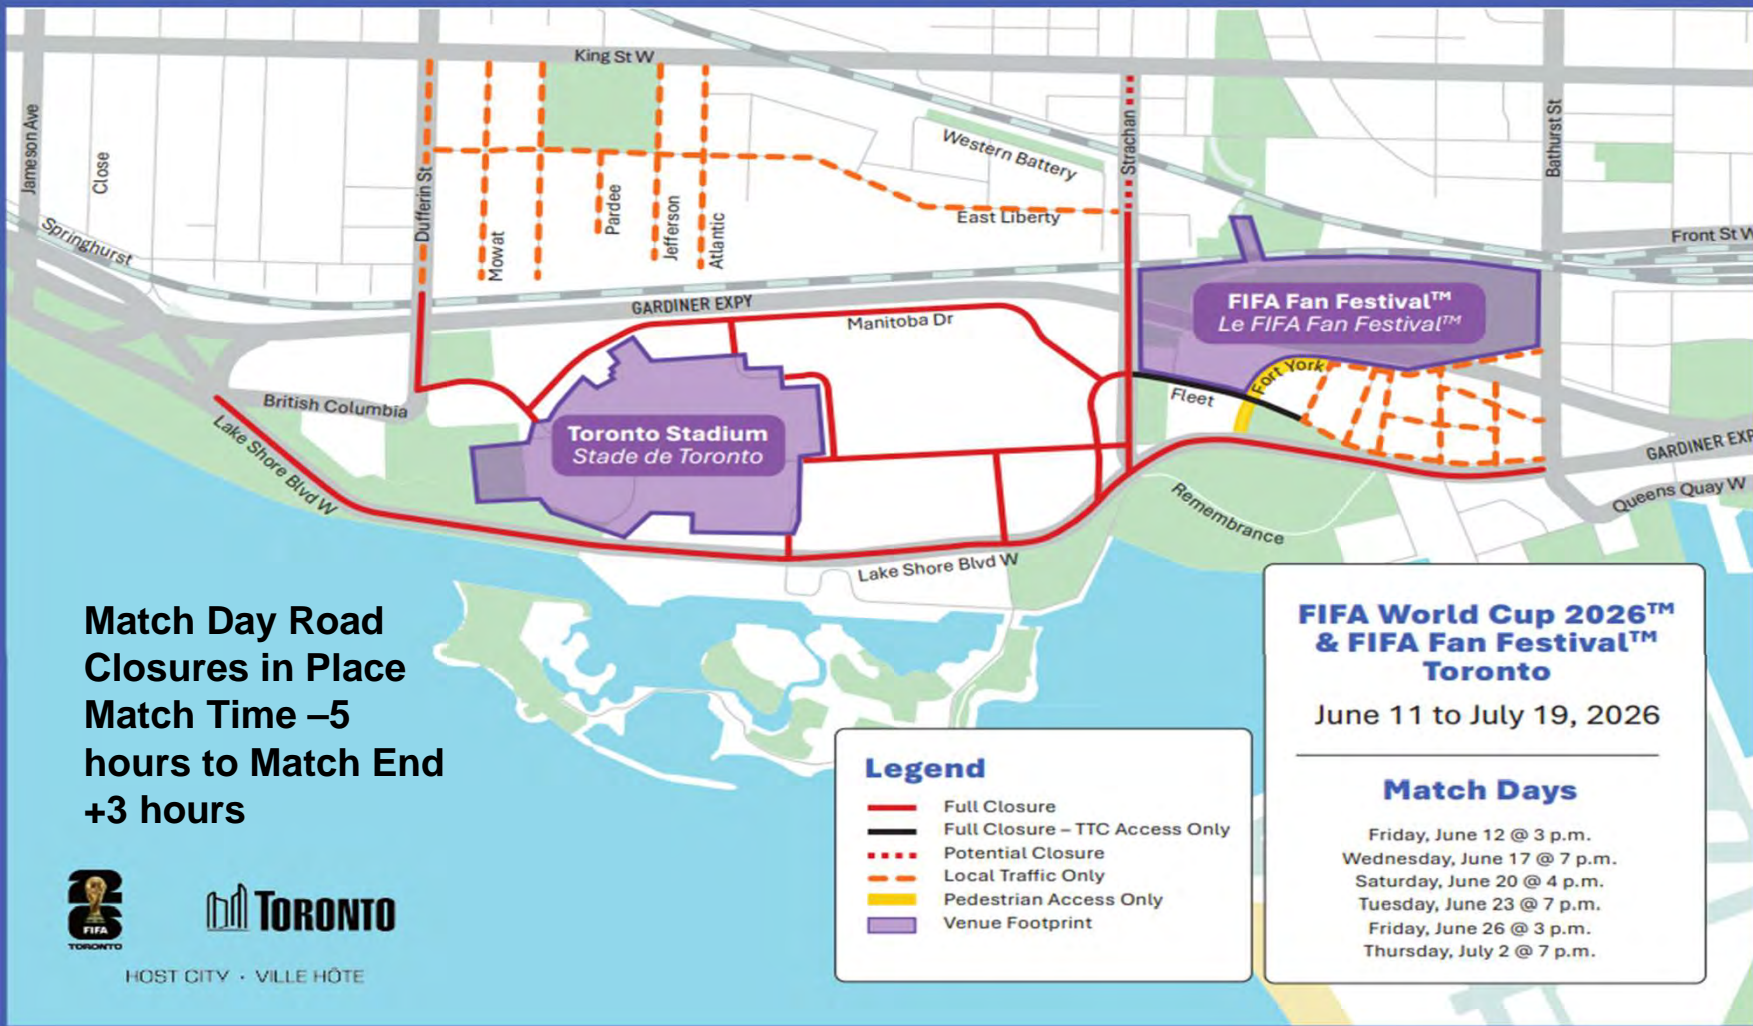 King St W
Jameson Ave
Close
Dufferin St
Mowat
Pardee
Jefferson
Atlantic
Western Battery
East Liberty
Strachan
Bathurst St
Front St W
Springhurst
GARDINER EXPY
Manitoba Dr
FIFA Fan Festival™
Le FIFA Fan Festival™
British Columbia
Fort York
Fleet
Toronto Stadium
Stade de Toronto
Lake Shore Blvd W
GARDINER EXP
Queens Quay W
Remembrance
Lake Shore Blvd W
Match Day Road
Closures in Place
Match Time –5
hours to Match End
+3 hours
26
FIFA
TORONTO
TORONTO
HOST CITY · VILLE HÔTE
Legend
Full Closure
Full Closure – TTC Access Only
Potential Closure
Local Traffic Only
Pedestrian Access Only
Venue Footprint
FIFA World Cup 2026™
& FIFA Fan Festival™
Toronto
June 11 to July 19, 2026
Match Days
Friday, June 12 @ 3 p.m.
Wednesday, June 17 @ 7 p.m.
Saturday, June 20 @ 4 p.m.
Tuesday, June 23 @ 7 p.m.
Friday, June 26 @ 3 p.m.
Thursday, July 2 @ 7 p.m.